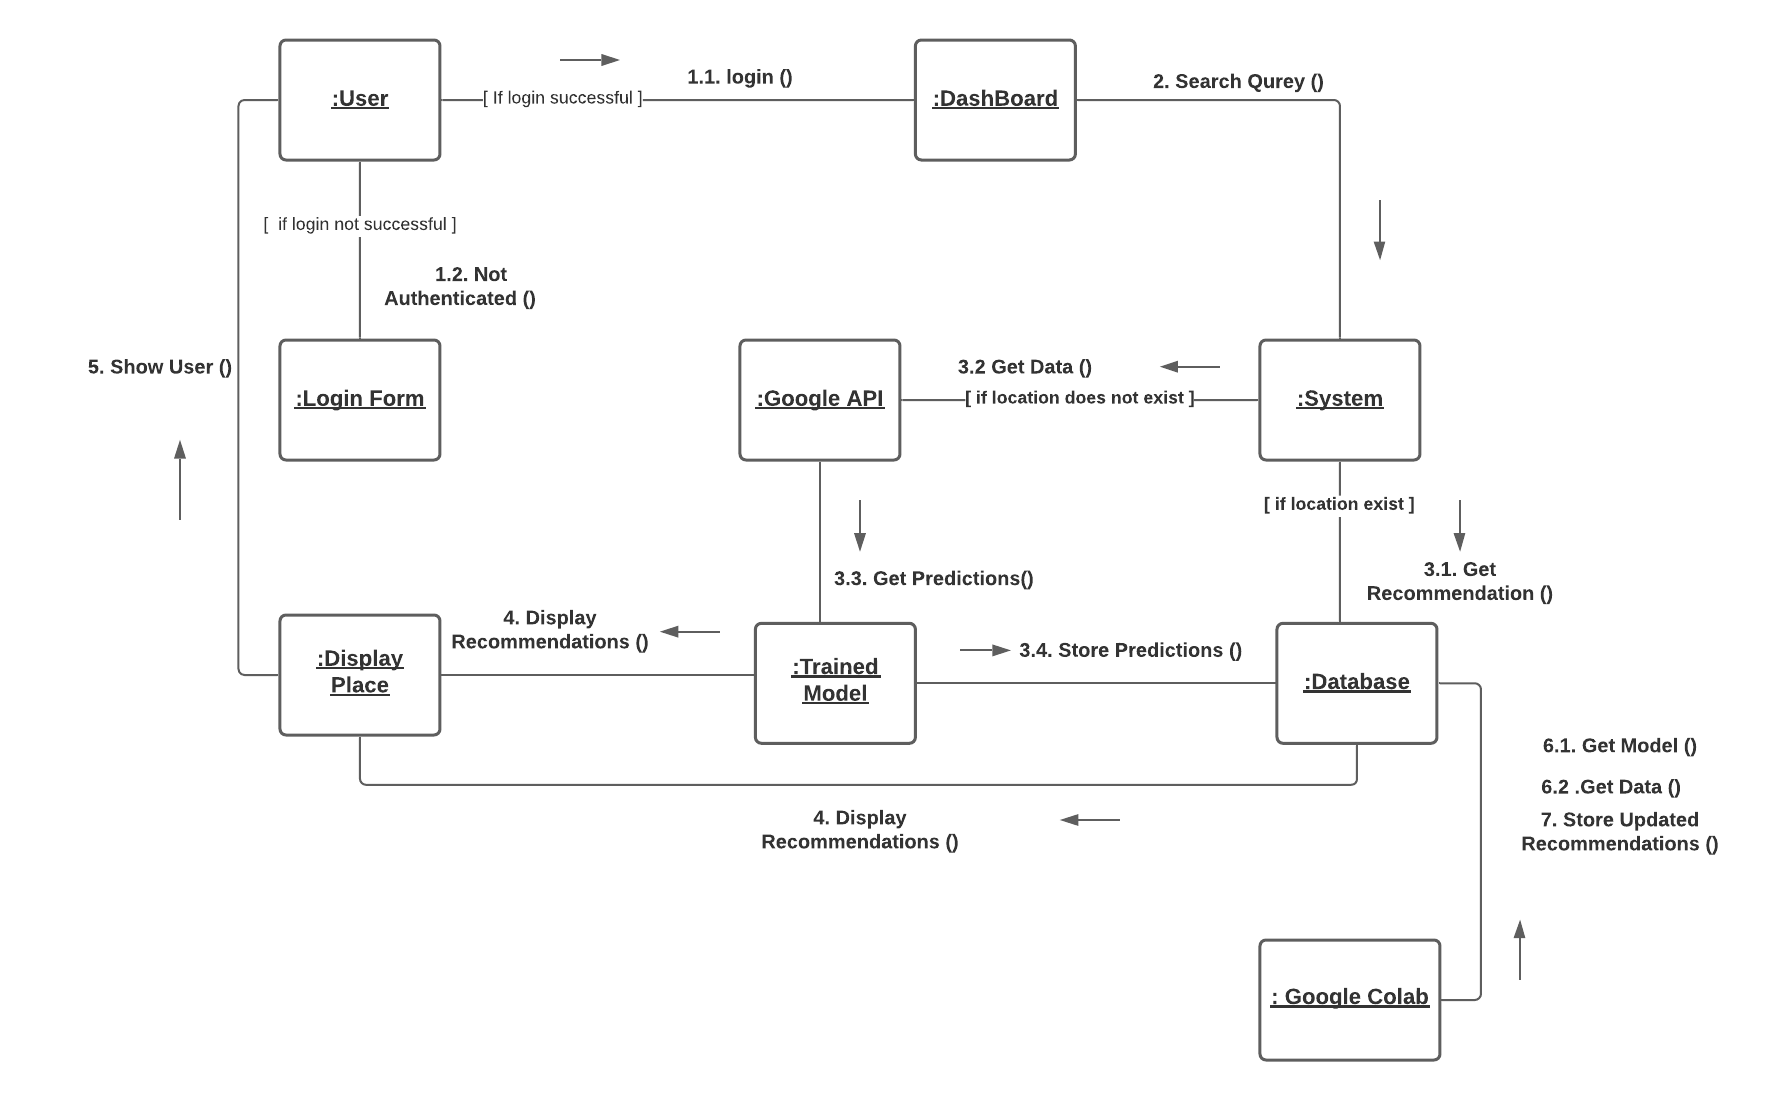 :User
1.1. login ()
[ If login successful ]
:DashBoard
2. Search Qurey ()
[  if login not successful ]
1.2. Not
Authenticated ()
5. Show User ()
:Login Form
:Google API
3.2 Get Data ()
[ if location does not exist ]
:System
[ if location exist ]
3.3. Get Predictions()
3.1. Get
Recommendation ()
:Display
Place
4. Display
Recommendations ()
:Trained
Model
3.4. Store Predictions ()
:Database
6.1. Get Model ()
6.2 .Get Data ()
7. Store Updated
Recommendations ()
4. Display
Recommendations ()
: Google Colab